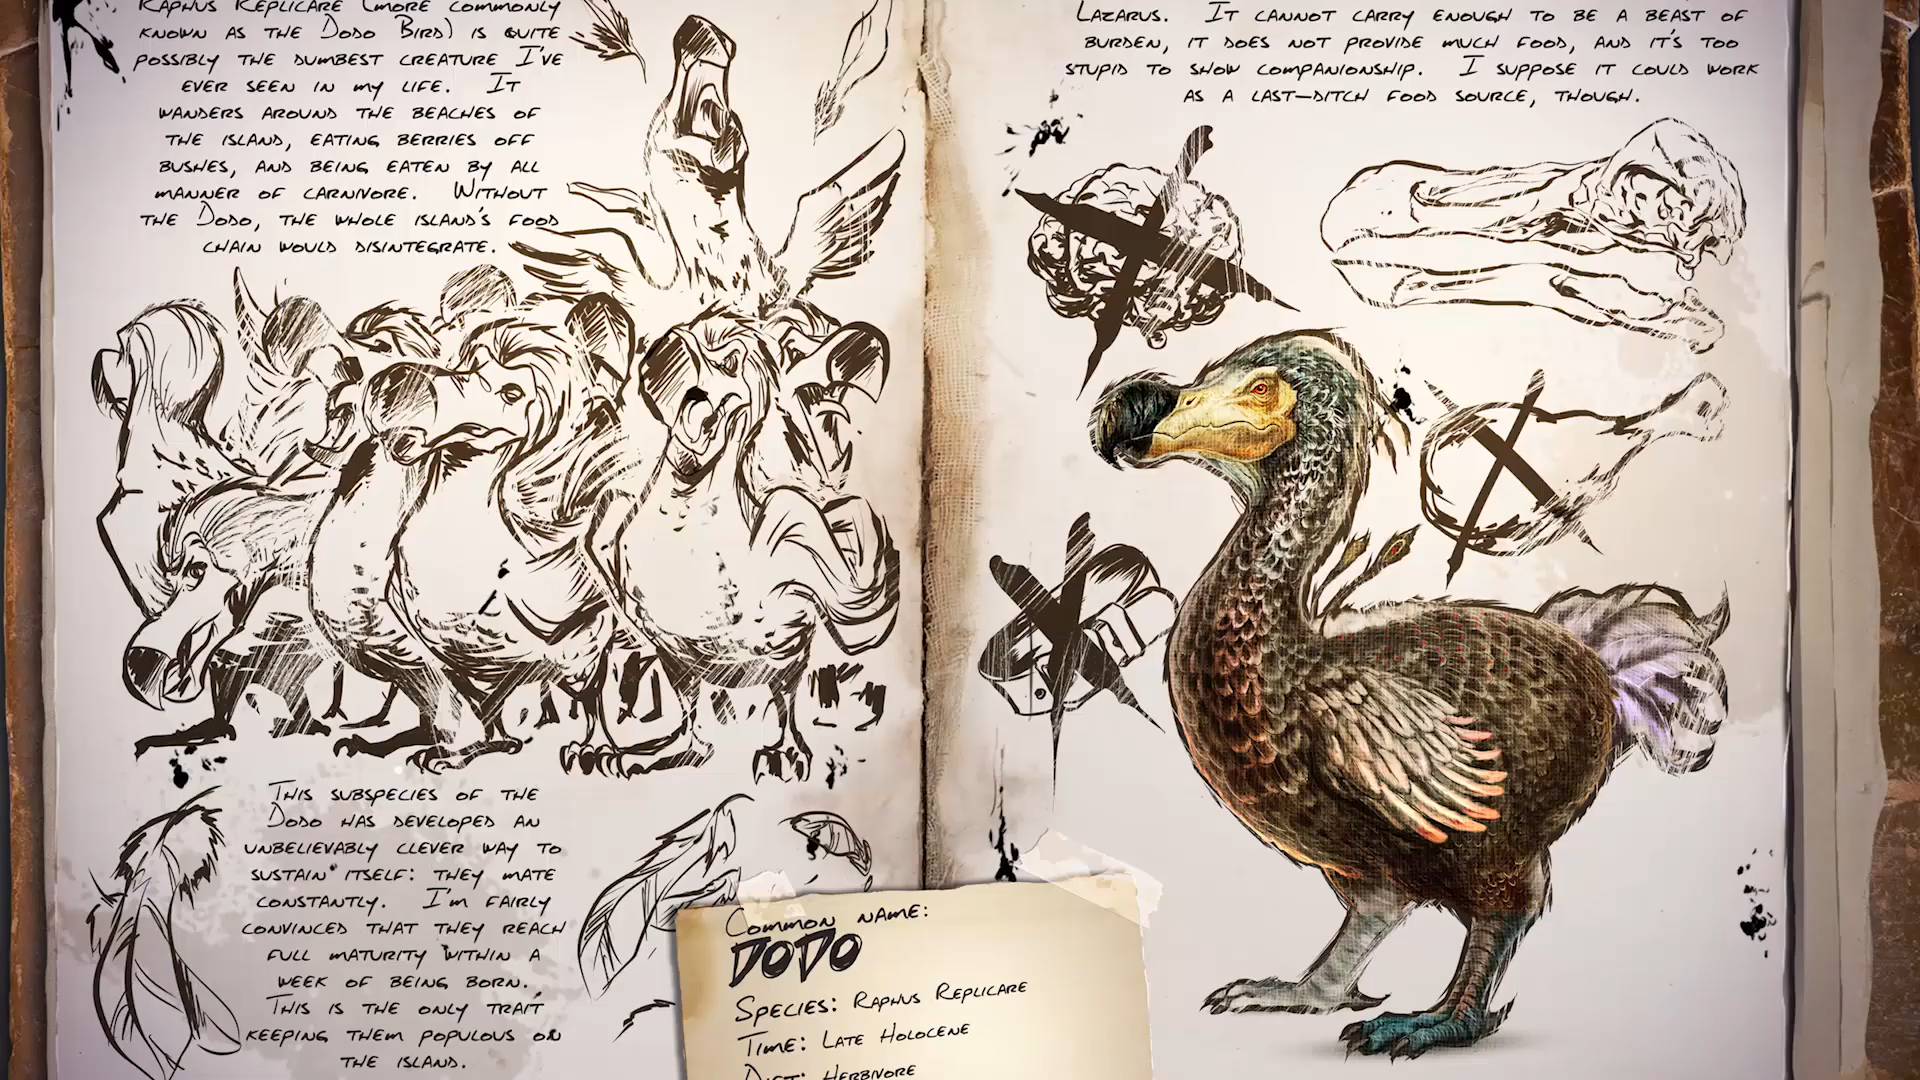 Raphus Replicare (more commonly
known as the Dodo Bird) is quite
possibly the dumbest creature I've
ever seen in my life. It
wanders around the beaches of
the island, eating berries off
bushes, and being eaten by all
manner of carnivore. Without
the Dodo, the whole island's food
chain would disintegrate.
This subspecies of the
Dodo has developed an
unbelievably clever way to
sustain itself: they mate
constantly. I'm fairly
convinced that they reach
full maturity within a
week of being born.
This is the only trait
keeping them populous on
the island.
Lazarus. It cannot carry enough to be a beast of
burden, it does not provide much food, and it's too
stupid to show companionship. I suppose it could work
as a last-ditch food source, though.
Common name:
DODO
Species: Raphus Replicare
Time: Late Holocene
Diet: Herbivore